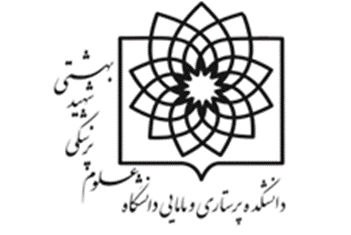 دانشکده پرستاری و مامایی دانشگاه
علوم
پزشکی
شهید
بهشتی